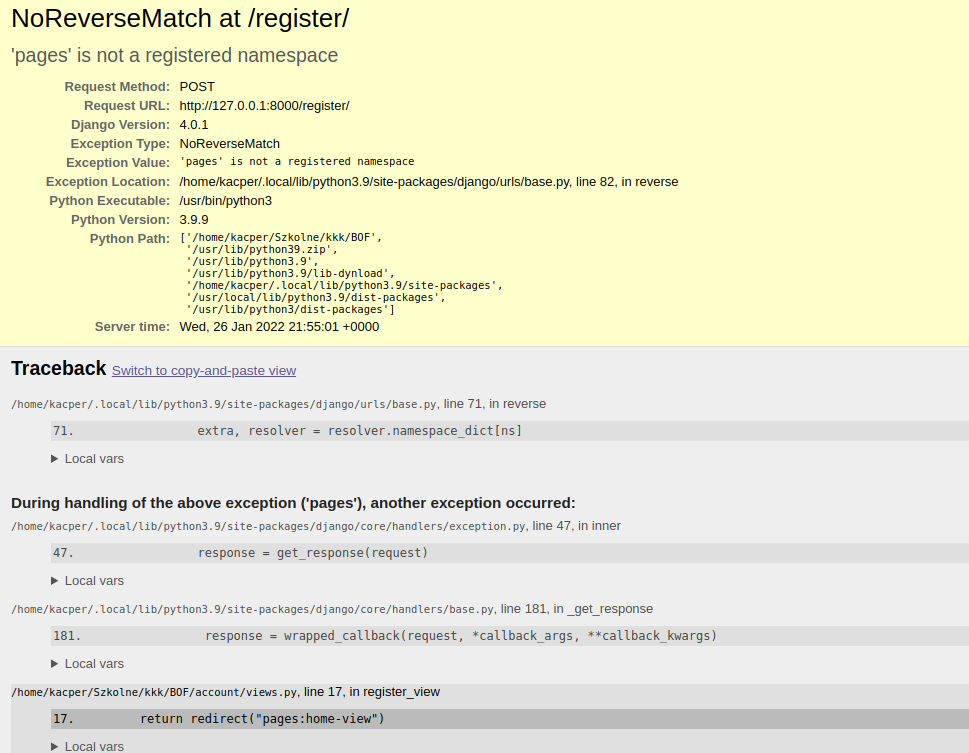 NoReverseMatch at /register/
'pages' is not a registered namespace
Request Method: POST
Request URL: http://127.0.0.1:8000/register/
Django Version: 4.0.1
Exception Type: NoReverseMatch
Exception Value: 'pages' is not a registered namespace
Exception Location: /home/kacper/.local/lib/python3.9/site-packages/django/urls/base.py, line 82, in reverse
Python Executable: /usr/bin/python3
Python Version: 3.9.9
Python Path: ['/home/kacper/Szkolne/kkk/BOF',
'/usr/lib/python39.zip',
'/usr/lib/python3.9',
'/usr/lib/python3.9/lib-dynload',
'/home/kacper/.local/lib/python3.9/site-packages',
'/usr/local/lib/python3.9/dist-packages',
'/usr/lib/python3/dist-packages']
Server time: Wed, 26 Jan 2022 21:55:01 +0000
Traceback Switch to copy-and-paste view
/home/kacper/.local/lib/python3.9/site-packages/django/urls/base.py, line 71, in reverse
71. extra, resolver = resolver.namespace_dict[ns]
▶ Local vars
During handling of the above exception ('pages'), another exception occurred:
/home/kacper/.local/lib/python3.9/site-packages/django/core/handlers/exception.py, line 47, in inner
47. response = get_response(request)
▶ Local vars
/home/kacper/.local/lib/python3.9/site-packages/django/core/handlers/base.py, line 181, in _get_response
181. response = wrapped_callback(request, *callback_args, **callback_kwargs)
▶ Local vars
/home/kacper/Szkolne/kkk/BOF/account/views.py, line 17, in register_view
17. return redirect("pages:home-view")
▶ Local vars